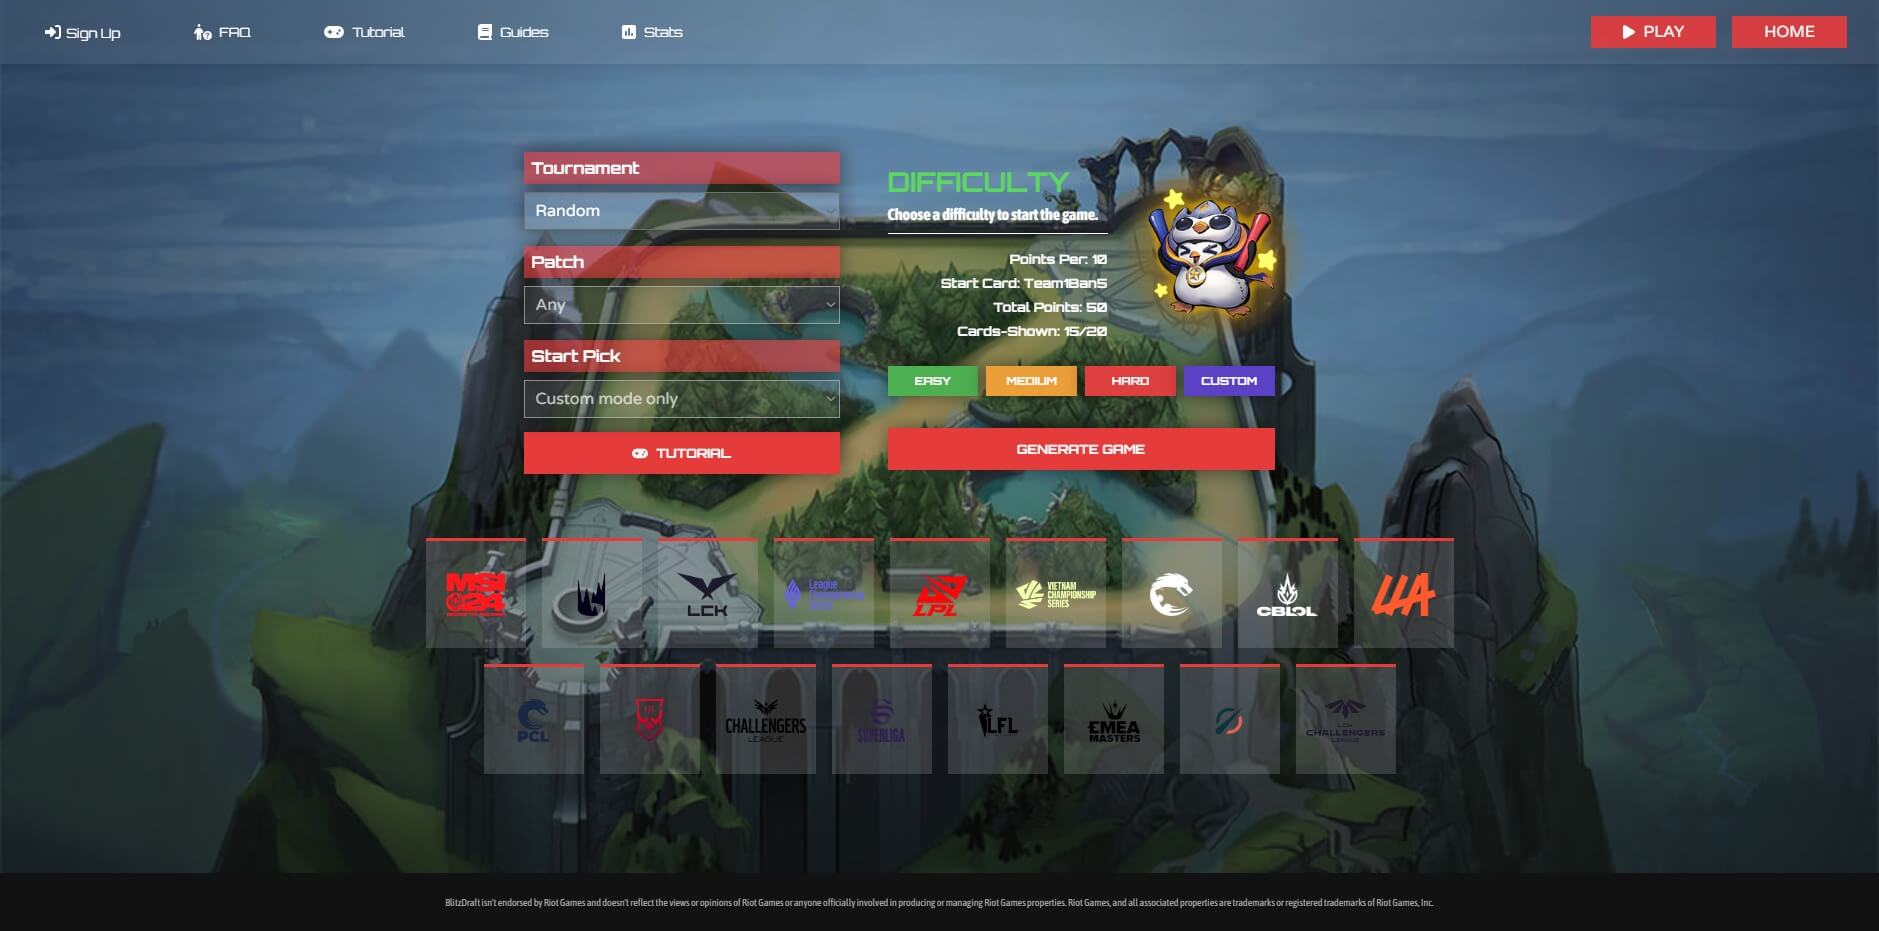 Sign Up
FAQ
Tutorial
Guides
Stats
PLAY
HOME
Tournament
Random
Patch
Any
Start Pick
Custom mode only
TUTORIAL
DIFFICULTY
Choose a difficulty to start the game.
Points Per: 10
Start Card: Team1Ban5
Total Points: 50
Cards-Shown: 15/20
EASY
MEDIUM
HARD
CUSTOM
GENERATE GAME
MSI
24
LCK
League
LPL
VIETNAM
CHAMPIONSHIP
SERIES
CBLOL
LLA
PCL
CHALLENGERS
LEAGUE
SUPERLIGA
LFL
EMEA
MASTERS
LCK
CHALLENGERS
LEAGUE
BlitzDraft isn't endorsed by Riot Games and doesn't reflect the views or opinions of Riot Games or anyone officially involved in producing or managing Riot Games properties. Riot Games, and all associated properties are trademarks or registered trademarks of Riot Games, Inc.